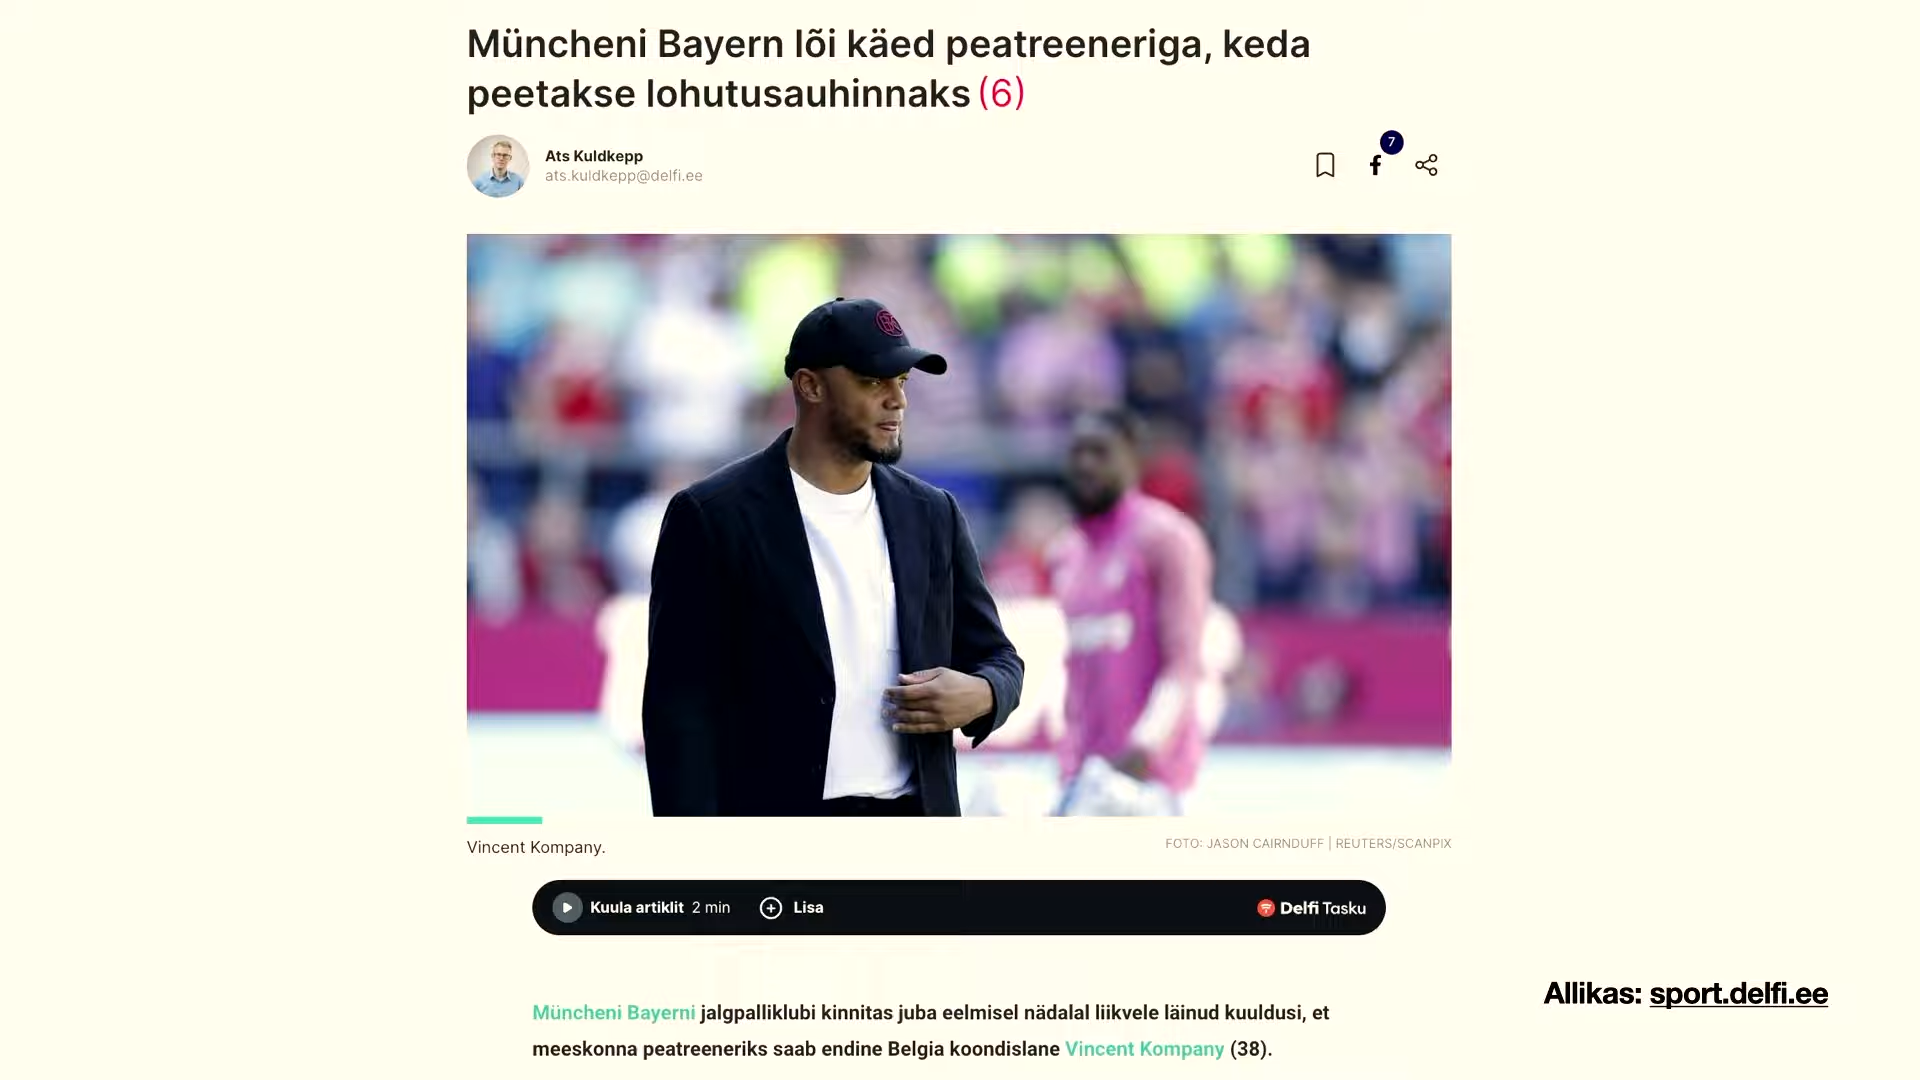 Müncheni Bayern lõi käed peatreeneriga, keda
peetakse lohutusauhinnaks (6)
Ats Kuldkepp
ats.kuldkepp@delfi.ee
7
Vincent Kompany.
FOTO: JASON CAIRNDUFF | REUTERS/SCANPIX
Kuula artiklit 2 min
Lisa
Delfi Tasku
Allikas: sport.delfi.ee
Müncheni Bayerni jalgpalliklubi kinnitas juba eelmisel nädalal liikvele läinud kuuldusi, et
meeskonna peatreeneriks saab endine Belgia koondislane Vincent Kompany (38).